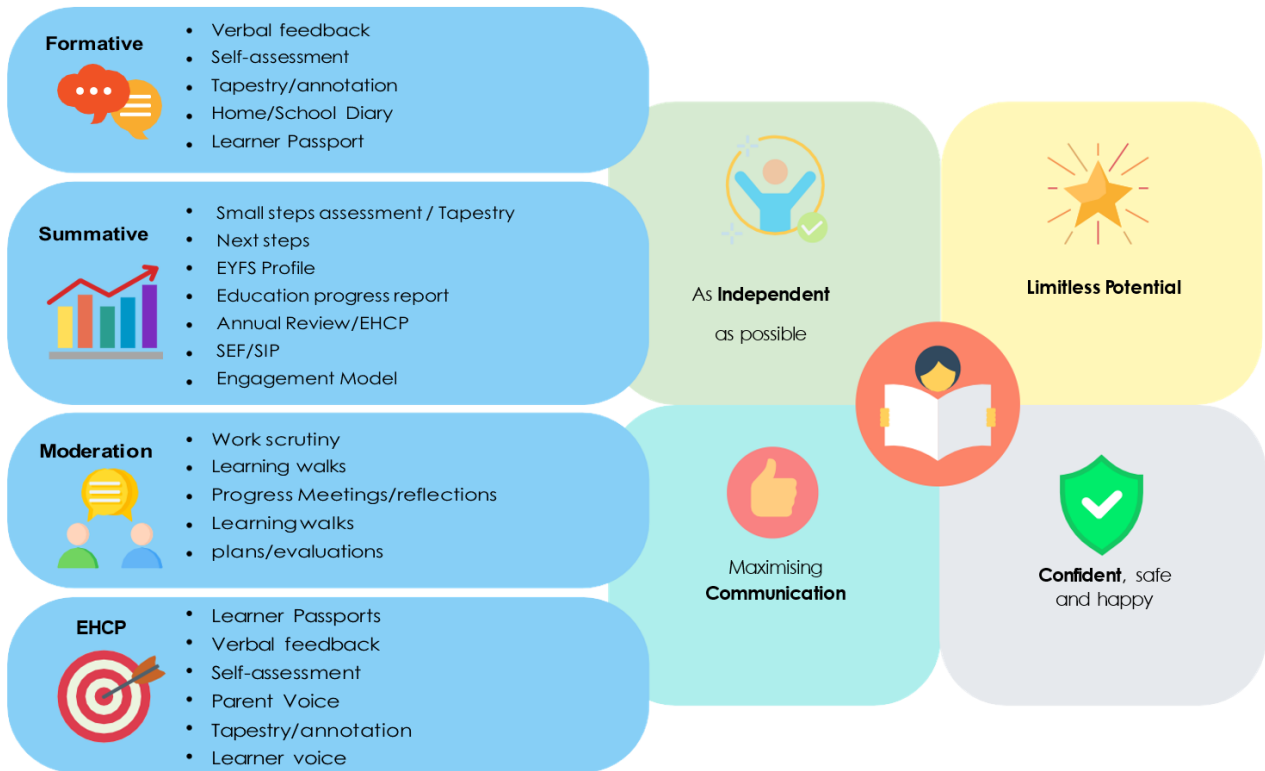 Formative
Verbal feedback
Self-assessment
Tapestry/annotation
Home/School Diary
Learner Passport
Summative
Small steps assessment / Tapestry
Next steps
EYFS Profile
Education progress report
Annual Review/EHCP
SEF/SIP
Engagement Model
Moderation
Work scrutiny
Learning walks
Progress Meetings/reflections
Learning walks
plans/evaluations
EHCP
Learner Passports
Verbal feedback
Self-assessment
Parent Voice
Tapestry/annotation
Learner voice
As Independent
as possible
Limitless Potential
Maximising
Communication
Confident, safe
and happy